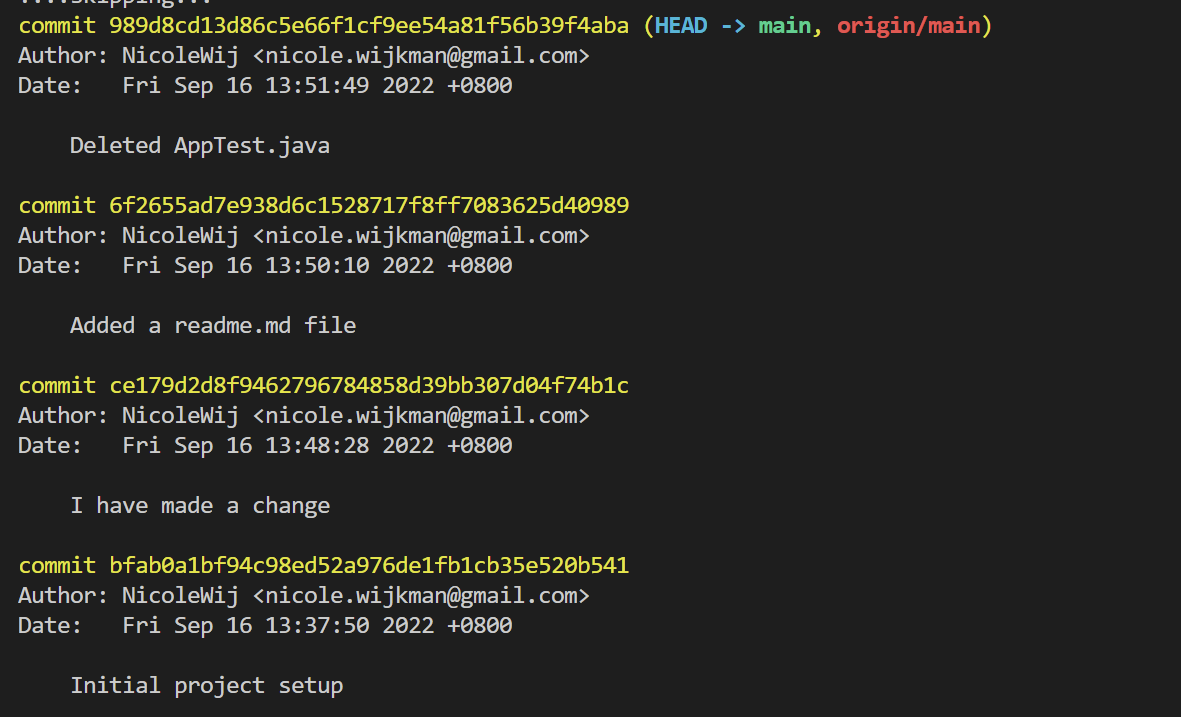 ...skipping...
commit 989d8cd13d86c5e66f1cf9ee54a81f56b39f4aba (HEAD -> main, origin/main)
Author: NicoleWij <nicole.wijkman@gmail.com>
Date:   Fri Sep 16 13:51:49 2022 +0800
Deleted AppTest.java
commit 6f2655ad7e938d6c1528717f8ff7083625d40989
Author: NicoleWij <nicole.wijkman@gmail.com>
Date:   Fri Sep 16 13:50:10 2022 +0800
Added a readme.md file
commit ce179d2d8f9462796784858d39bb307d04f74b1c
Author: NicoleWij <nicole.wijkman@gmail.com>
Date:   Fri Sep 16 13:48:28 2022 +0800
I have made a change
commit bfab0a1bf94c98ed52a976de1fb1cb35e520b541
Author: NicoleWij <nicole.wijkman@gmail.com>
Date:   Fri Sep 16 13:37:50 2022 +0800
Initial project setup